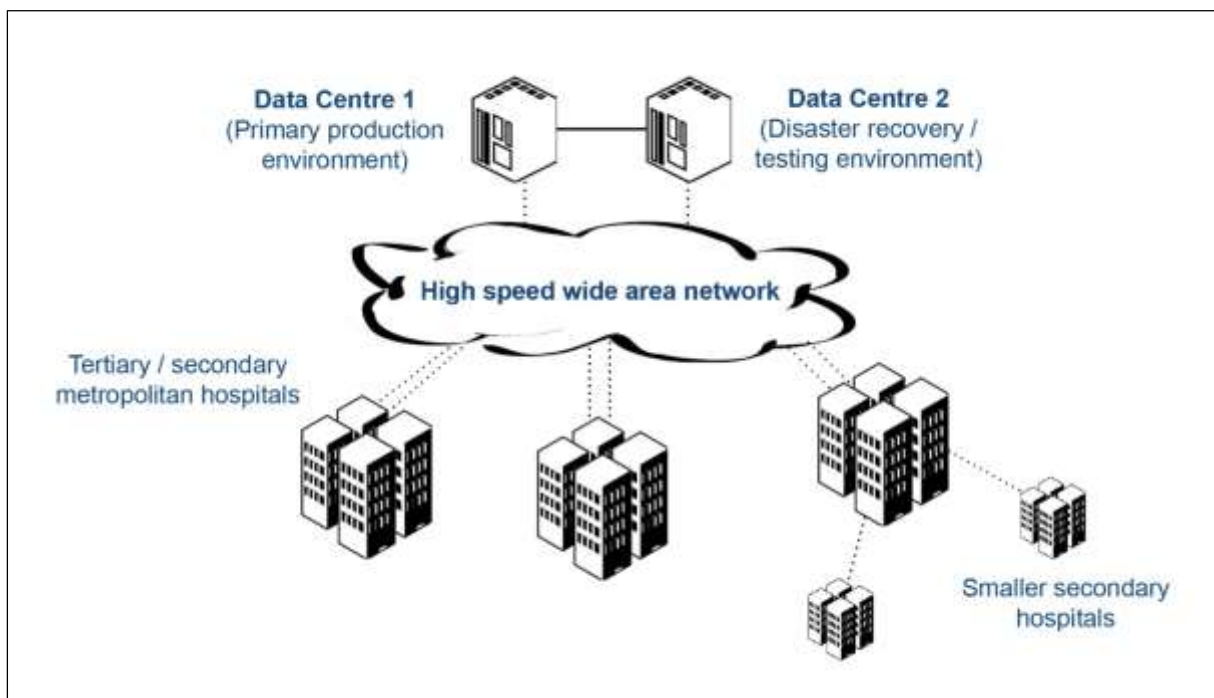 Data Centre 1
(Primary production
environment)
Data Centre 2
(Disaster recovery /
testing environment)
High speed wide area network
Tertiary / secondary
metropolitan hospitals
Smaller secondary
hospitals